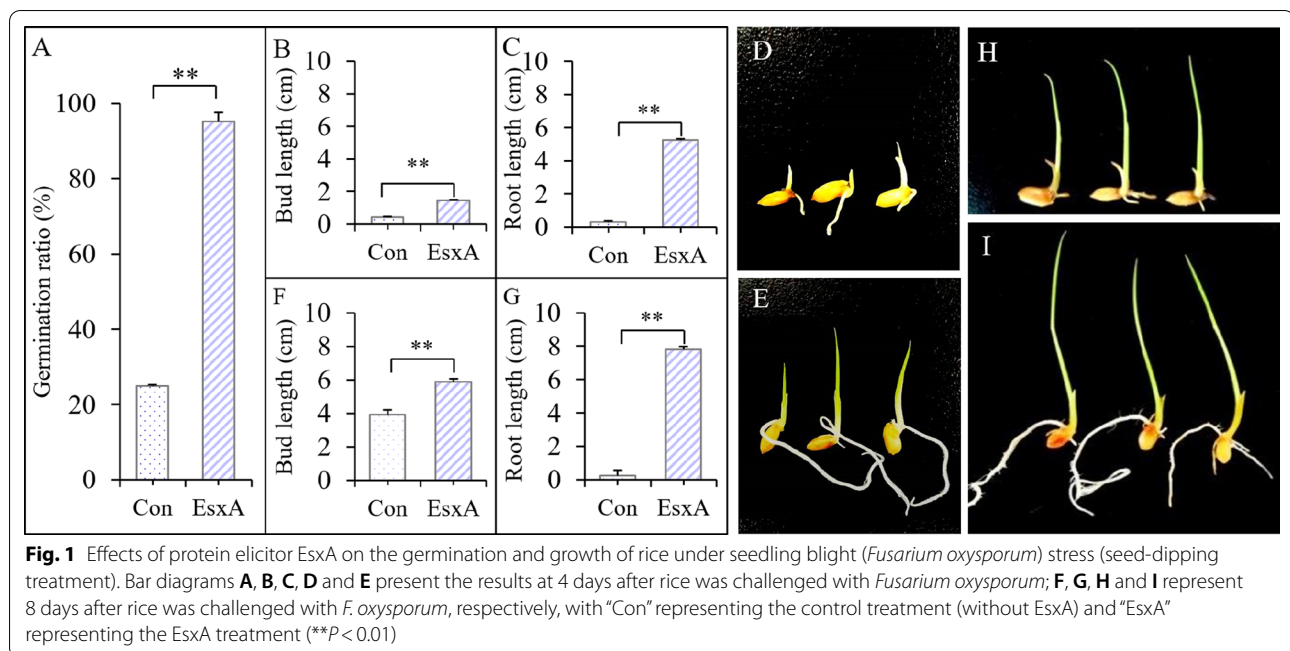 A
Germination ratio (%)
100
80
60
40
20
0
**
Con EsxA
B
Bud length (cm)
10
8
6
4
2
0
**
Con EsxA
C
Root length (cm)
10
8
6
4
2
0
**
Con EsxA
F
Bud length (cm)
10
8
6
4
2
0
**
Con EsxA
G
Root length (cm)
10
8
6
4
2
0
**
Con EsxA
D
E
H
I
Fig. 1 Effects of protein elicitor EsxA on the germination and growth of rice under seedling blight (Fusarium oxysporum) stress (seed-dipping
treatment). Bar diagrams A, B, C, D and E present the results at 4 days after rice was challenged with Fusarium oxysporum; F, G, H and I represent
8 days after rice was challenged with F. oxysporum, respectively, with “Con” representing the control treatment (without EsxA) and “EsxA”
representing the EsxA treatment (**P < 0.01)